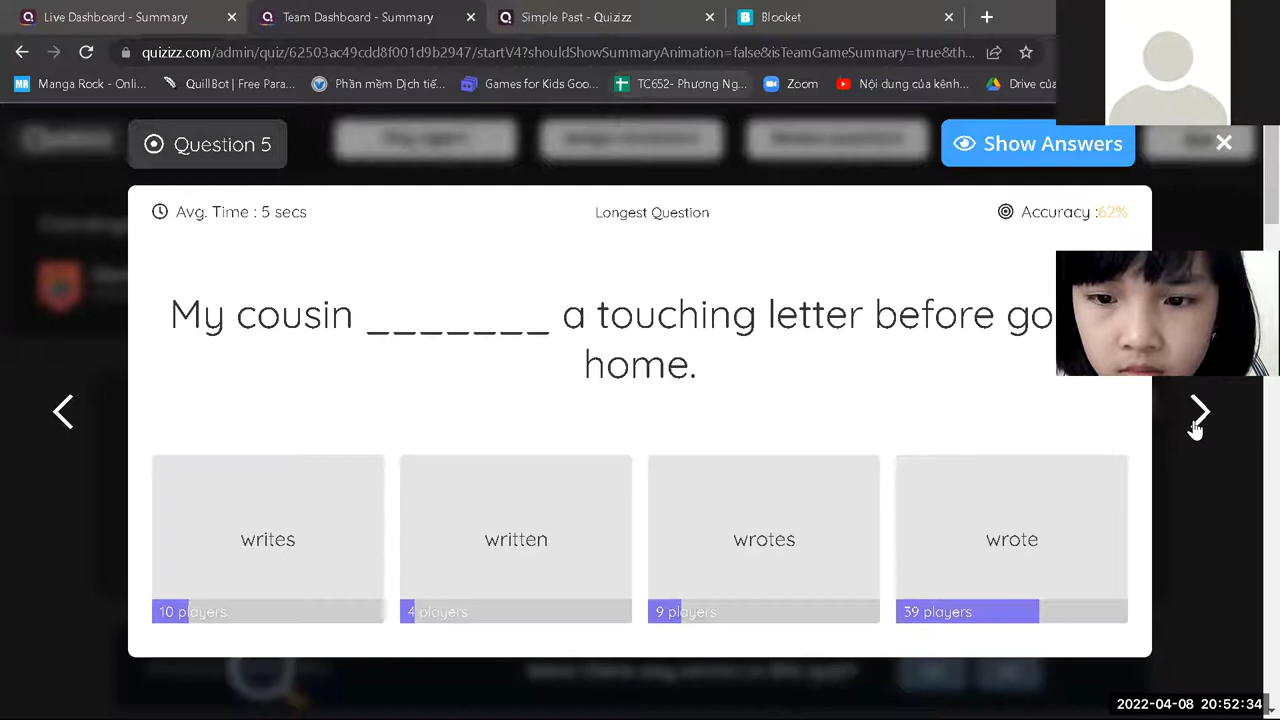 Live Dashboard - Summary
Team Dashboard - Summary
Simple Past - Quizizz
Blooket
quizizz.com/admin/quiz/62503ac49cdd8f001d9b2947/startV4?shouldShowSummaryAnimation=false&isTeamGameSummary=true&th...
MR Manga Rock - Onli...
QuillBot | Free Para...
Phần mềm Dịch tiế...
Games for Kids Goo...
TC652- Phương Ng...
Zoom
Nội dung của kênh...
Drive của
Question 5
Show Answers
Avg. Time : 5 secs
Longest Question
Accuracy :62%
My cousin _______ a touching letter before go
home.
writes
written
wrotes
wrote
10 players
4 players
9 players
39 players
2022-04-08 20:52:34